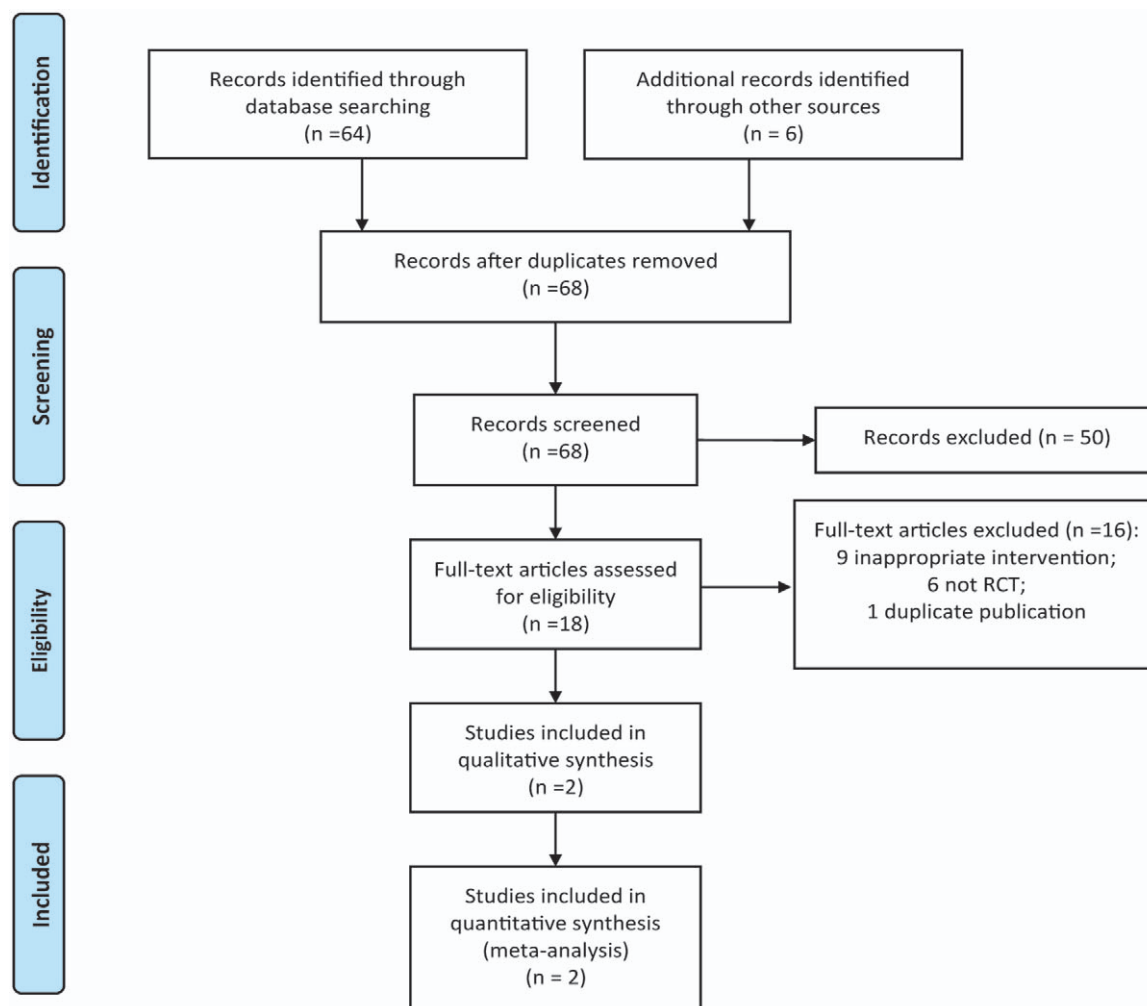 Identification
Records identified through
database searching
(n =64)
Additional records identified
through other sources
(n = 6)
Records after duplicates removed
(n =68)
Screening
Records screened
(n =68)
Records excluded (n = 50)
Eligibility
Full-text articles assessed
for eligibility
(n =18)
Full-text articles excluded (n =16):
9 inappropriate intervention;
6 not RCT;
1 duplicate publication
Studies included in
qualitative synthesis
(n =2)
Included
Studies included in
quantitative synthesis
(meta-analysis)
(n = 2)